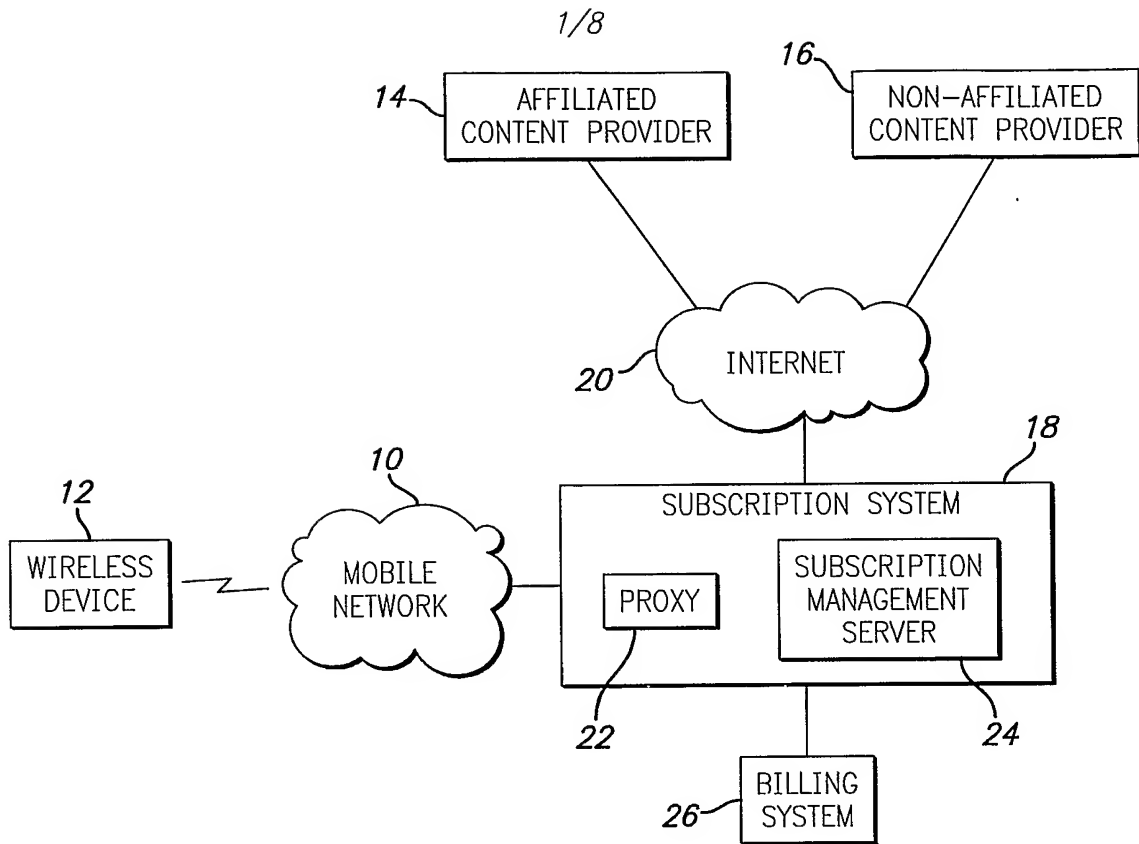 1/8
14
AFFILIATED
CONTENT PROVIDER
16
NON-AFFILIATED
CONTENT PROVIDER
20
INTERNET
18
SUBSCRIPTION SYSTEM
10
MOBILE
NETWORK
12
WIRELESS
DEVICE
PROXY
22
SUBSCRIPTION
MANAGEMENT
SERVER
24
26
BILLING
SYSTEM